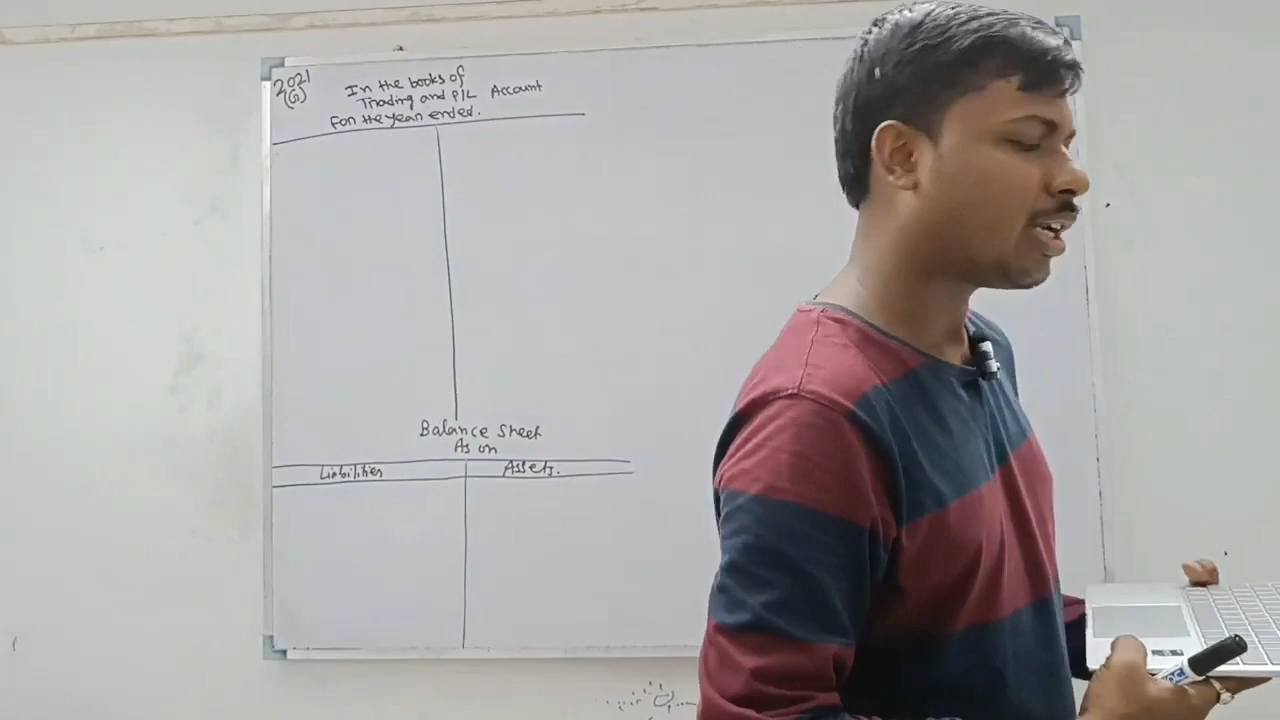 2021
(G)
In the books of
Trading and P/L Account
For the year ended.
Balance Sheet
As on
Liabilities Assets.